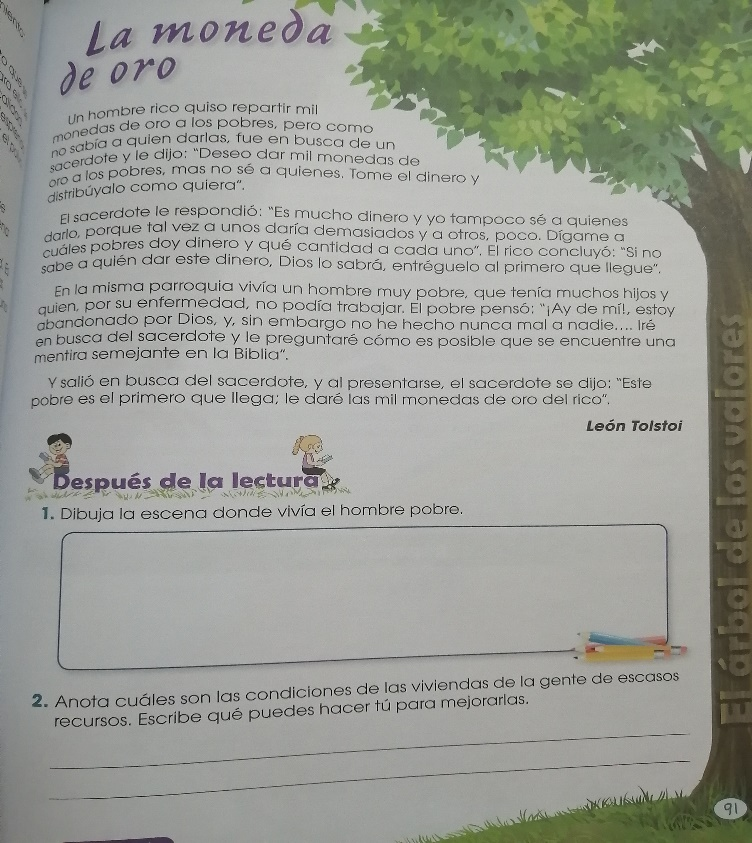 La moneda
de oro
Un hombre rico quiso repartir mil
monedas de oro a los pobres, pero como
no sabía a quien darlas, fue en busca de un
sacerdote y le dijo: "Deseo dar mil monedas de
oro a los pobres, mas no sé a quienes. Tome el dinero y
distribúyalo como quiera".
El sacerdote le respondió: "Es mucho dinero y yo tampoco sé a quienes
darlo, porque tal vez a unos daría demasiados y a otros, poco. Dígame a
cuáles pobres doy dinero y qué cantidad a cada uno". El rico concluyó: "Si no
sabe a quién dar este dinero, Dios lo sabrá, entréguelo al primero que llegue".
En la misma parroquia vivía un hombre muy pobre, que tenía muchos hijos y
quien, por su enfermedad, no podía trabajar. El pobre pensó: "¡Ay de mí!, estoy
abandonado por Dios, y, sin embargo no he hecho nunca mal a nadie.... Iré
en busca del sacerdote y le preguntaré cómo es posible que se encuentre una
mentira semejante en la Biblia".
Y salió en busca del sacerdote, y al presentarse, el sacerdote se dijo: "Este
pobre es el primero que llega; le daré las mil monedas de oro del rico".
León Tolstoi
Después de la lectura
1. Dibuja la escena donde vivía el hombre pobre.
2. Anota cuáles son las condiciones de las viviendas de la gente de escasos
recursos. Escribe qué puedes hacer tú para mejorarlas.
El árbol de los valores
91